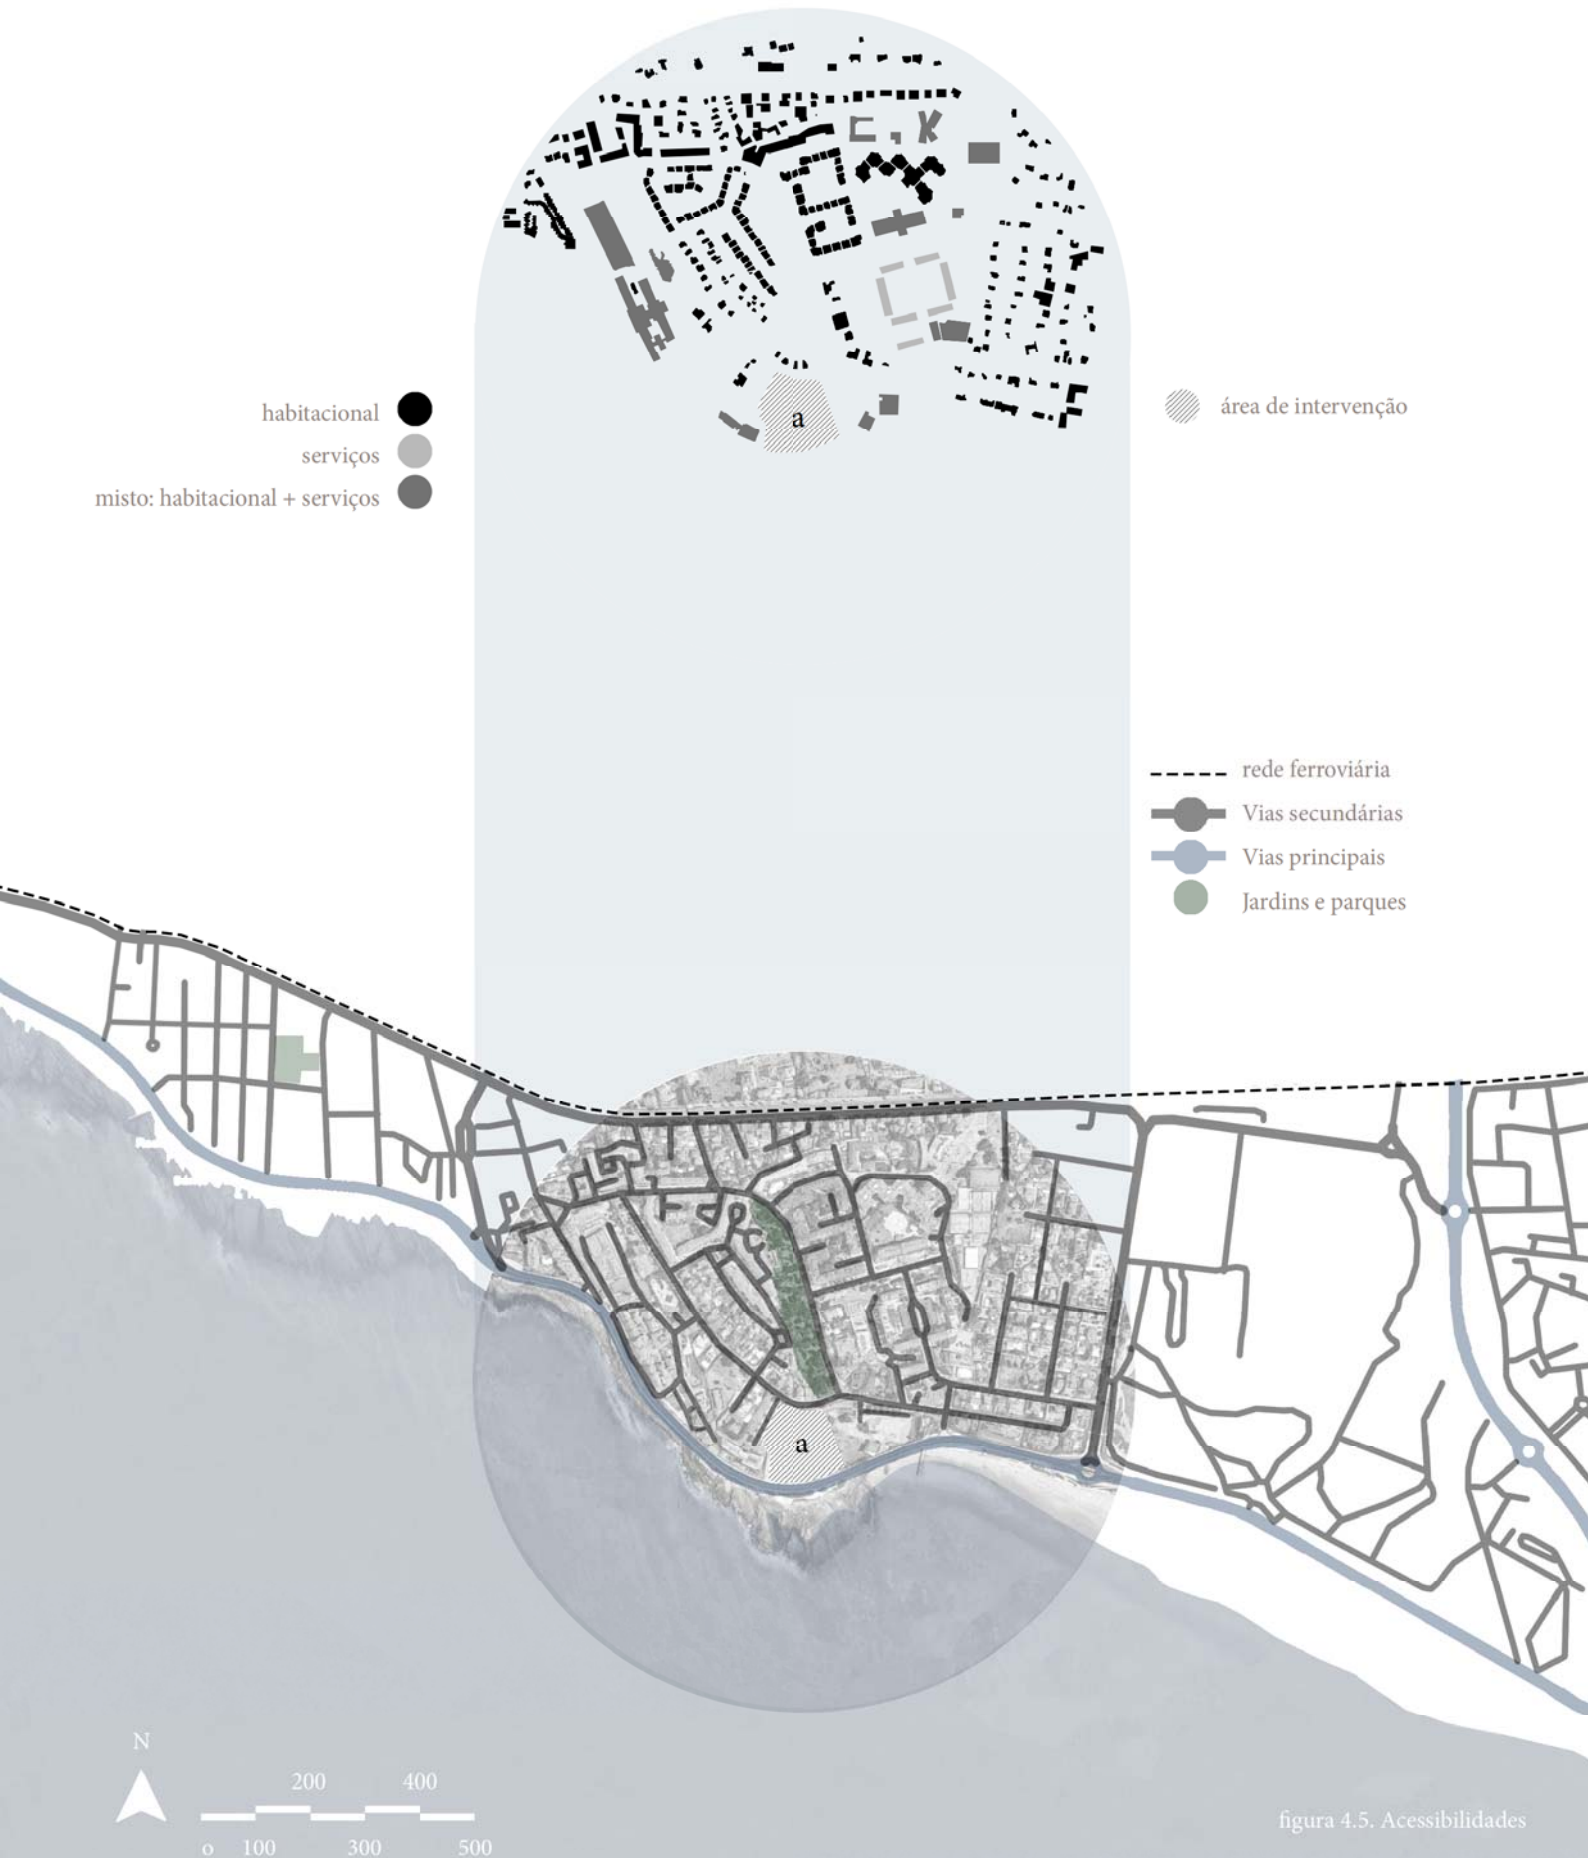 a
habitacional
serviços
misto: habitacional + serviços
área de intervenção
rede ferroviária
Vias secundárias
Vias principais
Jardins e parques
a
N
200 400
0 100 300 500
figura 4.5. Acessibilidades